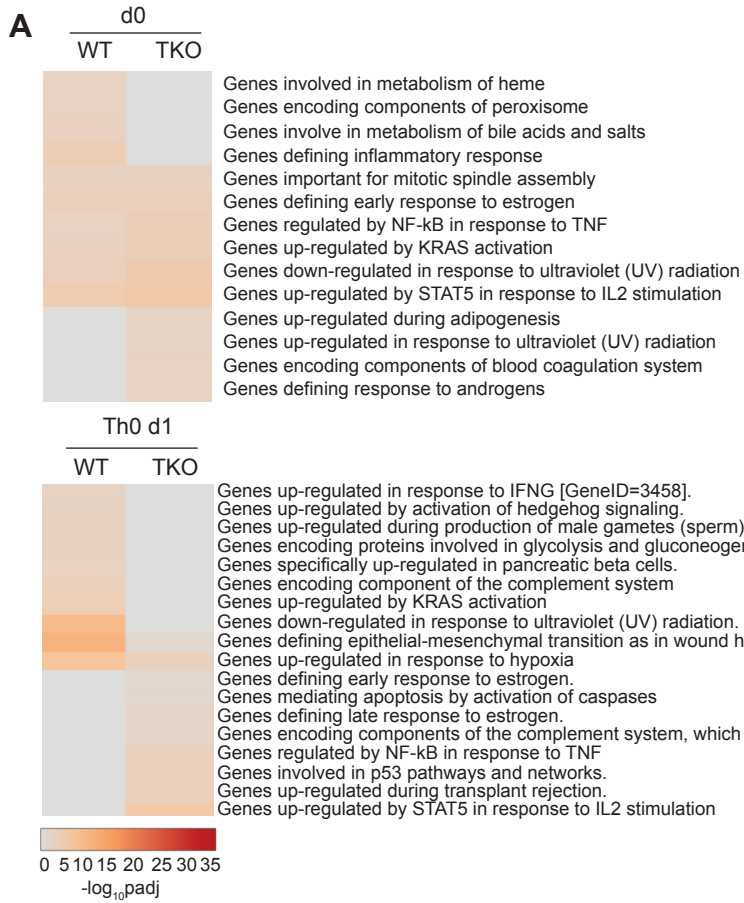 A
d0
WT TKO
Genes involved in metabolism of heme
Genes encoding components of peroxisome
Genes involve in metabolism of bile acids and salts
Genes defining inflammatory response
Genes important for mitotic spindle assembly
Genes defining early response to estrogen
Genes regulated by NF-kB in response to TNF
Genes up-regulated by KRAS activation
Genes down-regulated in response to ultraviolet (UV) radiation
Genes up-regulated by STAT5 in response to IL2 stimulation
Genes up-regulated during adipogenesis
Genes up-regulated in response to ultraviolet (UV) radiation
Genes encoding components of blood coagulation system
Genes defining response to androgens
Th0 d1
WT TKO
Genes up-regulated in response to IFNG [GeneID=3458].
Genes up-regulated by activation of hedgehog signaling.
Genes up-regulated during production of male gametes (sperm)
Genes encoding proteins involved in glycolysis and gluconeoger
Genes specifically up-regulated in pancreatic beta cells.
Genes encoding component of the complement system
Genes up-regulated by KRAS activation
Genes down-regulated in response to ultraviolet (UV) radiation.
Genes defining epithelial-mesenchymal transition as in wound h
Genes up-regulated in response to hypoxia
Genes defining early response to estrogen.
Genes mediating apoptosis by activation of caspases
Genes defining late response to estrogen.
Genes encoding components of the complement system, which
Genes regulated by NF-kB in response to TNF
Genes involved in p53 pathways and networks.
Genes up-regulated during transplant rejection.
Genes up-regulated by STAT5 in response to IL2 stimulation
0 5 10 15 20 25 30 35
-log10padj